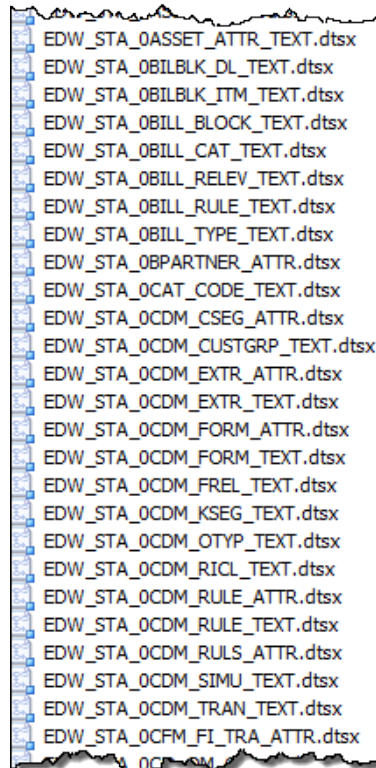 EDW_STA_0ASSET_ATTR_TEXT.dtsx
EDW_STA_0BILBLK_DL_TEXT.dtsx
EDW_STA_0BILBLK_ITM_TEXT.dtsx
EDW_STA_0BILL_BLOCK_TEXT.dtsx
EDW_STA_0BILL_CAT_TEXT.dtsx
EDW_STA_0BILL_RELEV_TEXT.dtsx
EDW_STA_0BILL_RULE_TEXT.dtsx
EDW_STA_0BILL_TYPE_TEXT.dtsx
EDW_STA_0BPARTNER_ATTR.dtsx
EDW_STA_0CAT_CODE_TEXT.dtsx
EDW_STA_0CDM_CSEG_ATTR.dtsx
EDW_STA_0CDM_CUSTGRP_TEXT.dtsx
EDW_STA_0CDM_EXTR_ATTR.dtsx
EDW_STA_0CDM_EXTR_TEXT.dtsx
EDW_STA_0CDM_FORM_ATTR.dtsx
EDW_STA_0CDM_FORM_TEXT.dtsx
EDW_STA_0CDM_FREL_TEXT.dtsx
EDW_STA_0CDM_KSEG_TEXT.dtsx
EDW_STA_0CDM_OTYP_TEXT.dtsx
EDW_STA_0CDM_RICL_TEXT.dtsx
EDW_STA_0CDM_RULE_ATTR.dtsx
EDW_STA_0CDM_RULE_TEXT.dtsx
EDW_STA_0CDM_RULS_ATTR.dtsx
EDW_STA_0CDM_SIMU_TEXT.dtsx
EDW_STA_0CDM_TRAN_TEXT.dtsx
EDW_STA_0CFM_FI_TRA_ATTR.dtsx